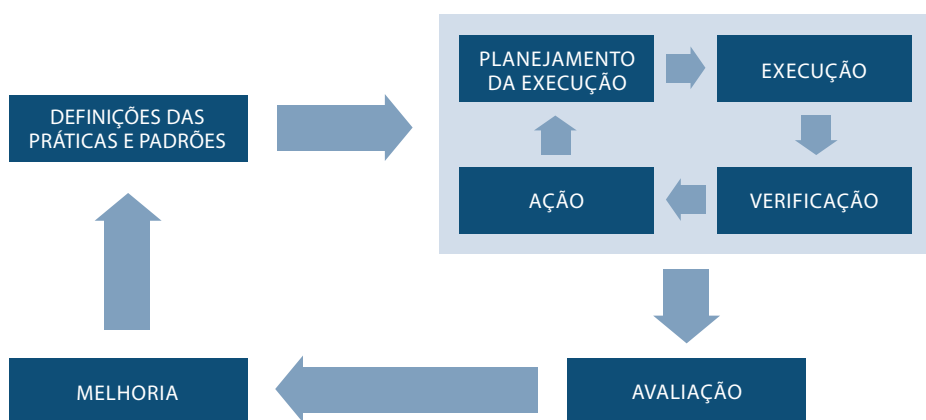 PLANEJAMENTO
DA EXECUÇÃO
EXECUÇÃO
DEFINIÇÕES DAS
PRÁTICAS E PADRÕES
AÇÃO
VERIFICAÇÃO
MELHORIA
AVALIAÇÃO